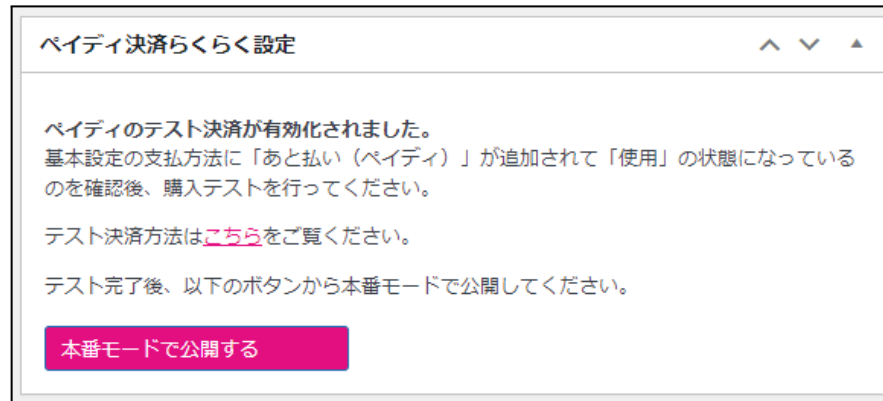 ペイディ決済らくらく設定
ペイディのテスト決済が有効化されました。
基本設定の支払方法に「あと払い（ペイディ）」が追加されて「使用」の状態になっている
のを確認後、購入テストを行ってください。
テスト決済方法はこちらをご覧ください。
テスト完了後、以下のボタンから本番モードで公開してください。
本番モードで公開する